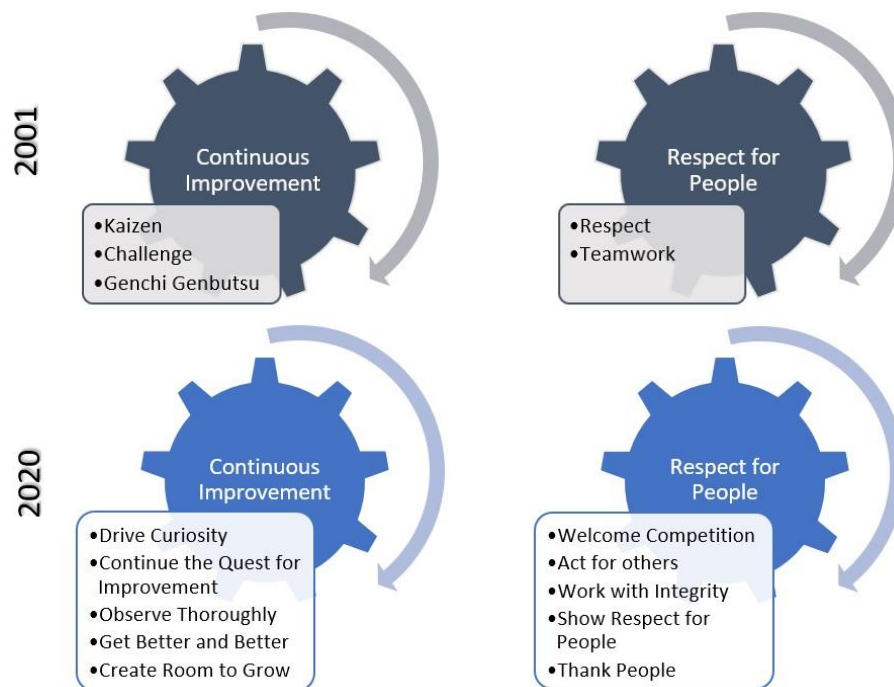 2001
Continuous
Improvement
•Kaizen
•Challenge
•Genchi Genbutsu
Respect for
People
•Respect
•Teamwork
2020
Continuous
Improvement
•Drive Curiosity
•Continue the Quest for
Improvement
•Observe Thoroughly
•Get Better and Better
•Create Room to Grow
Respect for
People
•Welcome Competition
•Act for others
•Work with Integrity
•Show Respect for
People
•Thank People